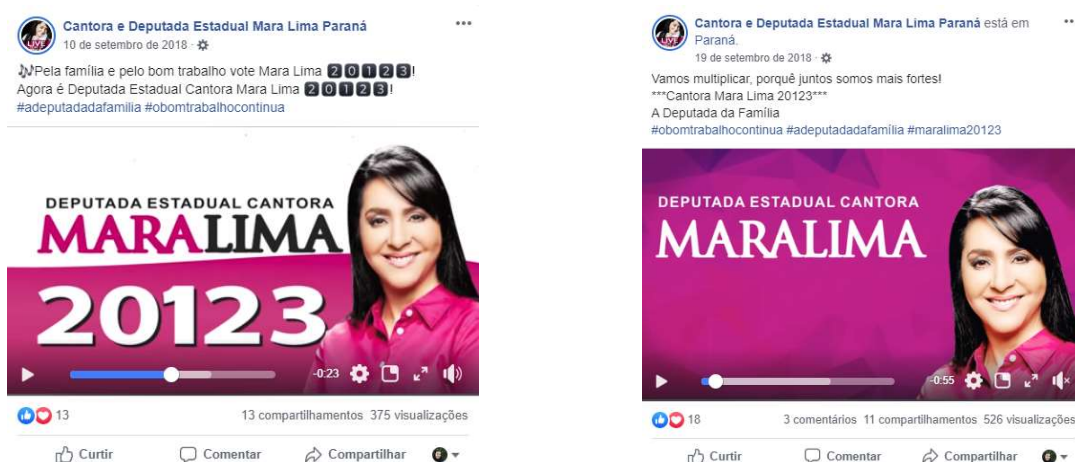 Cantora e Deputada Estadual Mara Lima Paraná
10 de setembro de 2018
Pela família e pelo bom trabalho vote Mara Lima 20123!
Agora é Deputada Estadual Cantora Mara Lima 20123!
#adeputadadafamilia #obomtrabalhocontinua
DEPUTADA ESTADUAL CANTORA
MARALIMA
20123
-0:23
13
13 compartilhamentos 375 visualizações
Curtir Comentar Compartilhar
Cantora e Deputada Estadual Mara Lima Paraná está em
Paraná.
19 de setembro de 2018
Vamos multiplicar, porquê juntos somos mais fortes!
***Cantora Mara Lima 20123***
A Deputada da Família
#obomtrabalhocontinua #adeputadadafamília #maralima20123
DEPUTADA ESTADUAL CANTORA
MARALIMA
-0:55
18
3 comentários 11 compartilhamentos 526 visualizações
Curtir Comentar Compartilhar